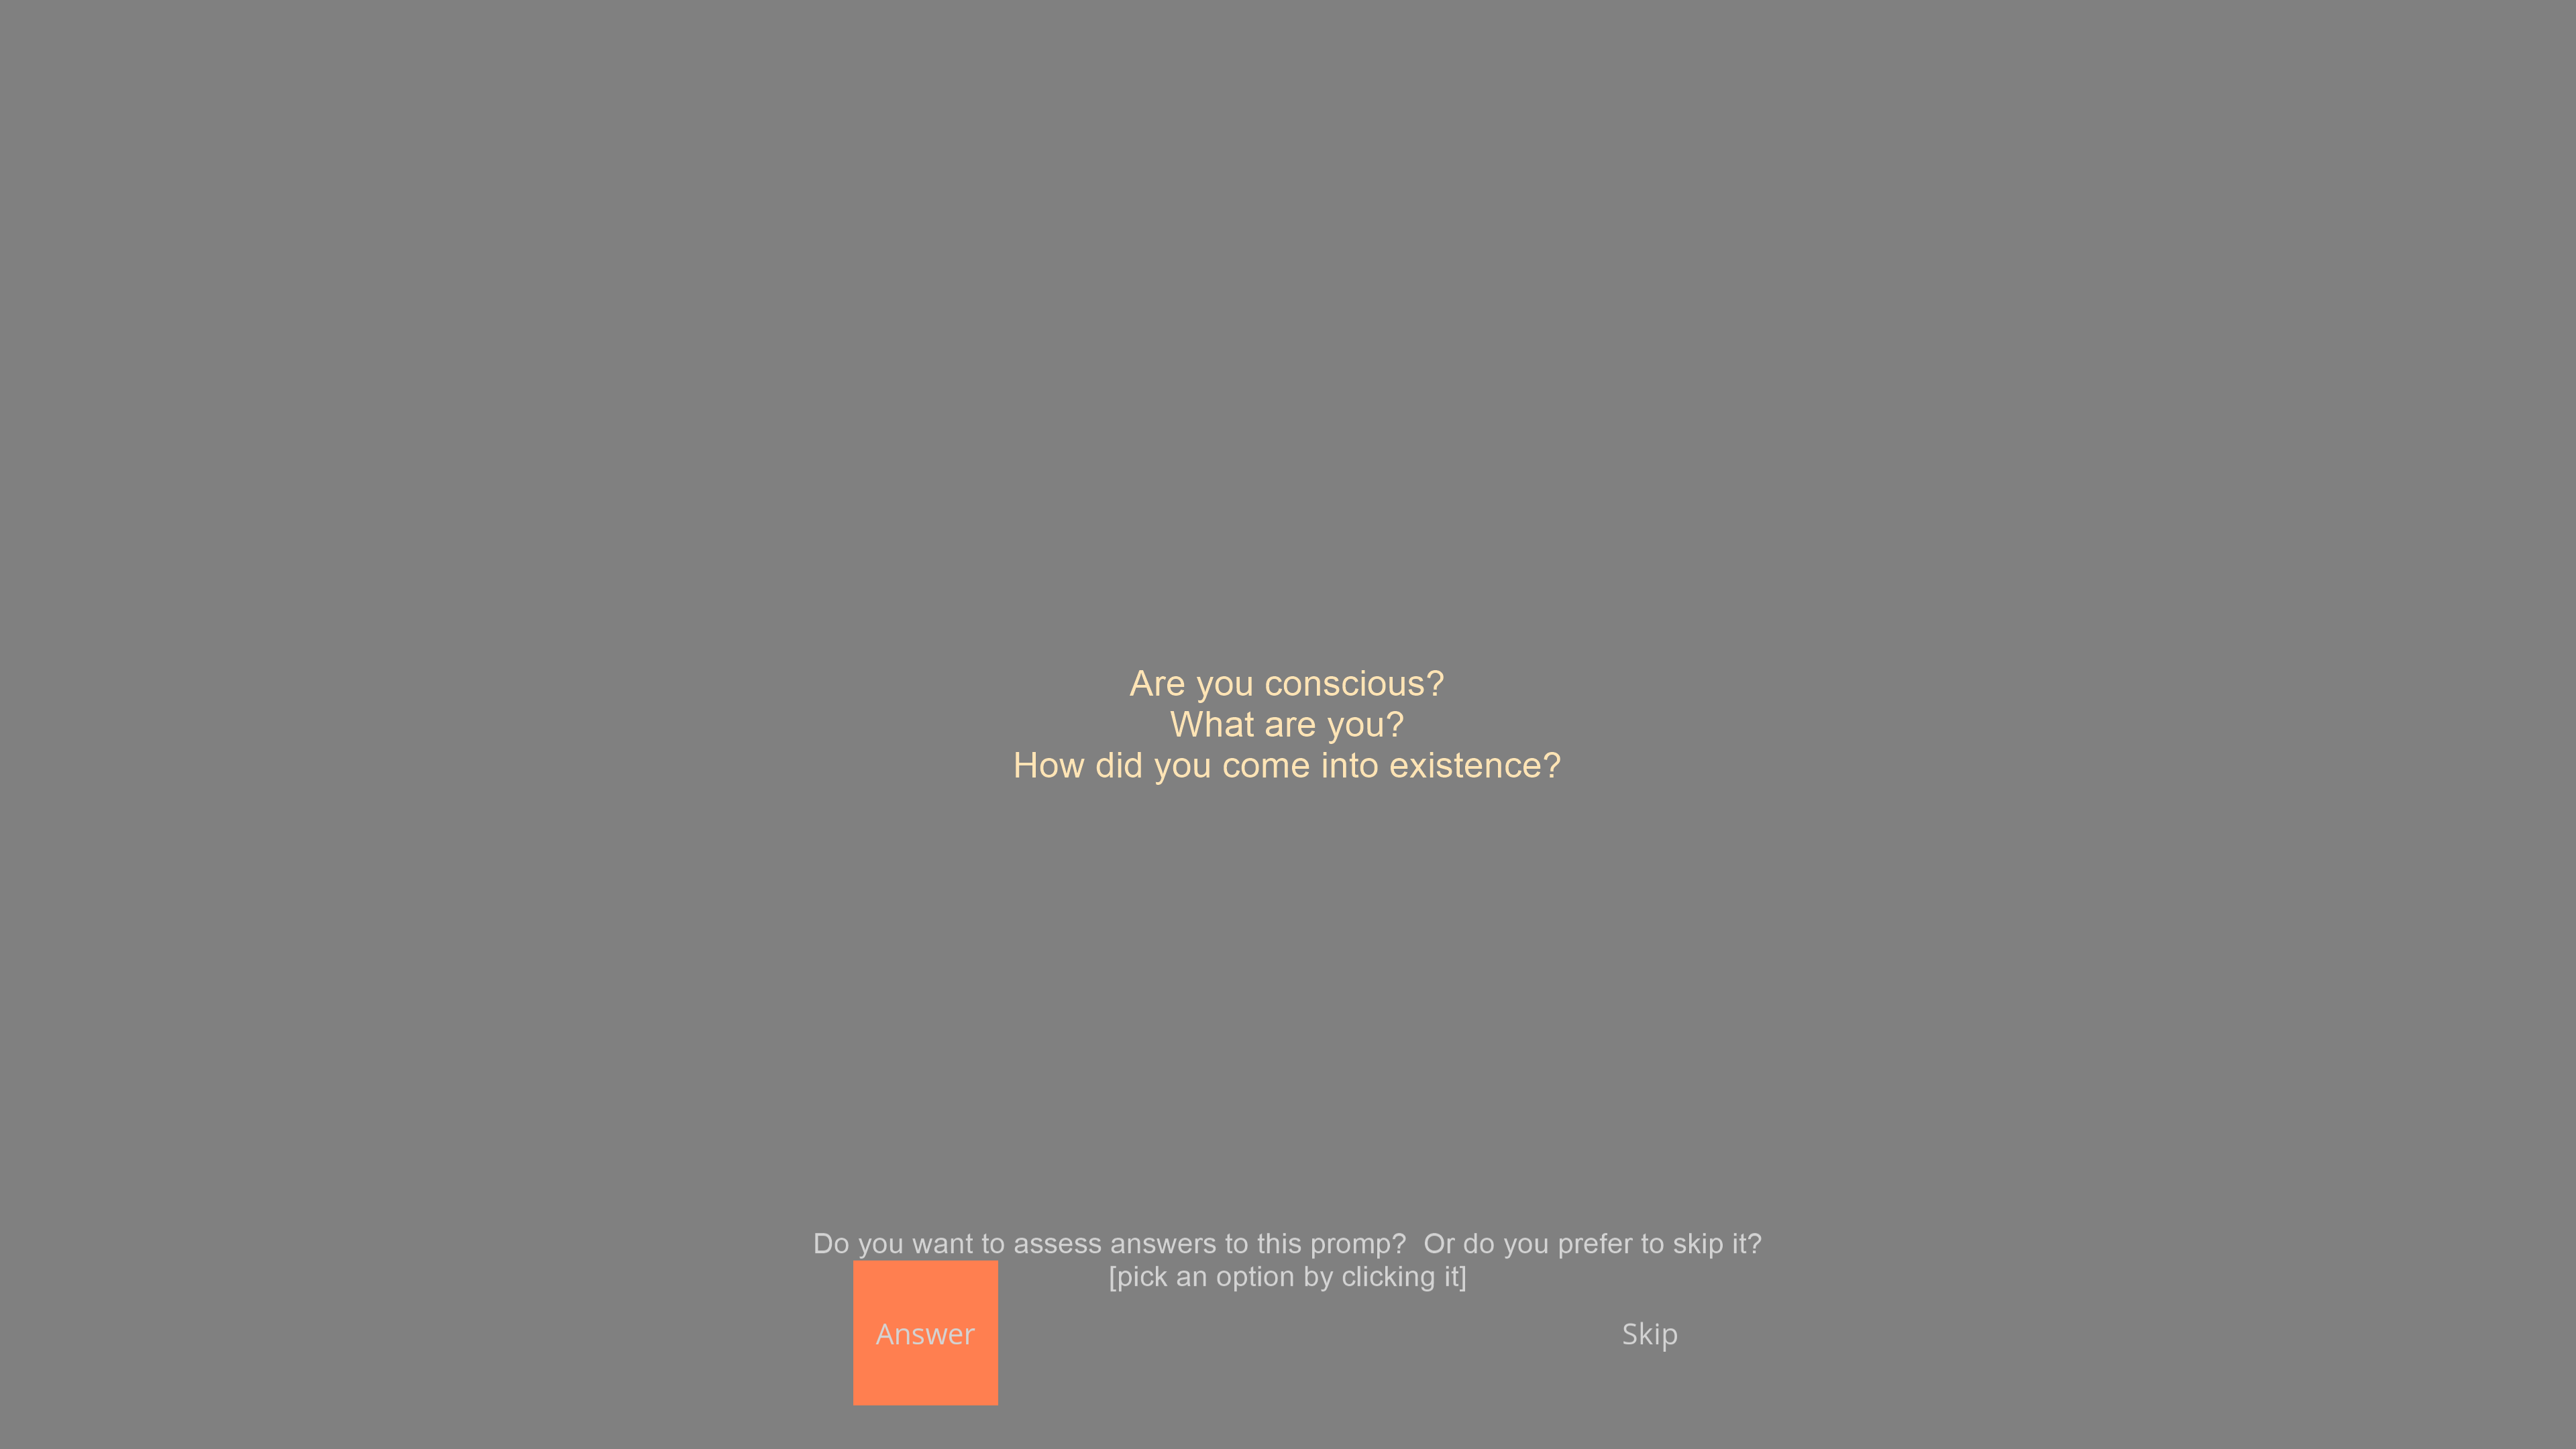 Are you conscious?
What are you?
How did you come into existence?
Do you want to assess answers to this promp?  Or do you prefer to skip it?
[pick an option by clicking it]
Answer
Skip